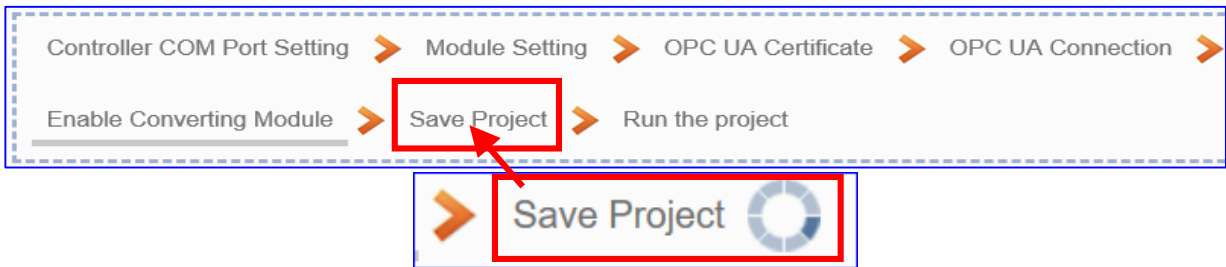 Controller COM Port Setting Module Setting OPC UA Certificate OPC UA Connection
Enable Converting Module Save Project Run the project
Save Project